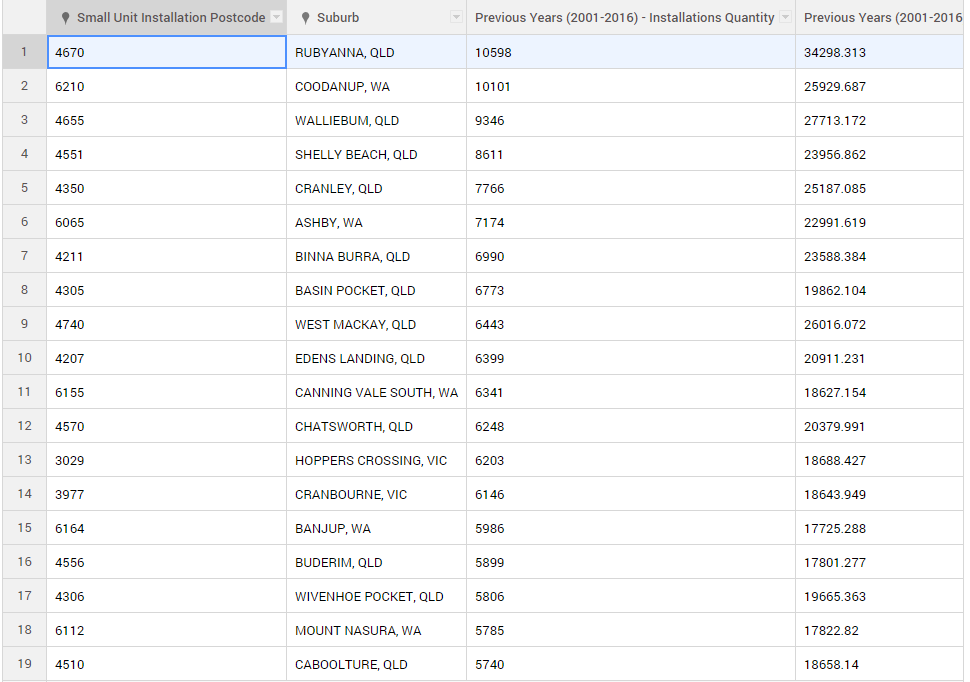 Small Unit Installation Postcode Suburb Previous Years (2001-2016) - Installations Quantity Previous Years (2001-2016
1 4670 RUBYANNA, QLD 10598 34298.313
2 6210 COODANUP, WA 10101 25929.687
3 4655 WALLIEBUM, QLD 9346 27713.172
4 4551 SHELLY BEACH, QLD 8611 23956.862
5 4350 CRANLEY, QLD 7766 25187.085
6 6065 ASHBY, WA 7174 22991.619
7 4211 BINNA BURRA, QLD 6990 23588.384
8 4305 BASIN POCKET, QLD 6773 19862.104
9 4740 WEST MACKAY, QLD 6443 26016.072
10 4207 EDENS LANDING, QLD 6399 20911.231
11 6155 CANNING VALE SOUTH, WA 6341 18627.154
12 4570 CHATSWORTH, QLD 6248 20379.991
13 3029 HOPPERS CROSSING, VIC 6203 18688.427
14 3977 CRANBOURNE, VIC 6146 18643.949
15 6164 BANJUP, WA 5986 17725.288
16 4556 BUDERIM, QLD 5899 17801.277
17 4306 WIVENHOE POCKET, QLD 5806 19665.363
18 6112 MOUNT NASURA, WA 5785 17822.82
19 4510 CABOOLTURE, QLD 5740 18658.14